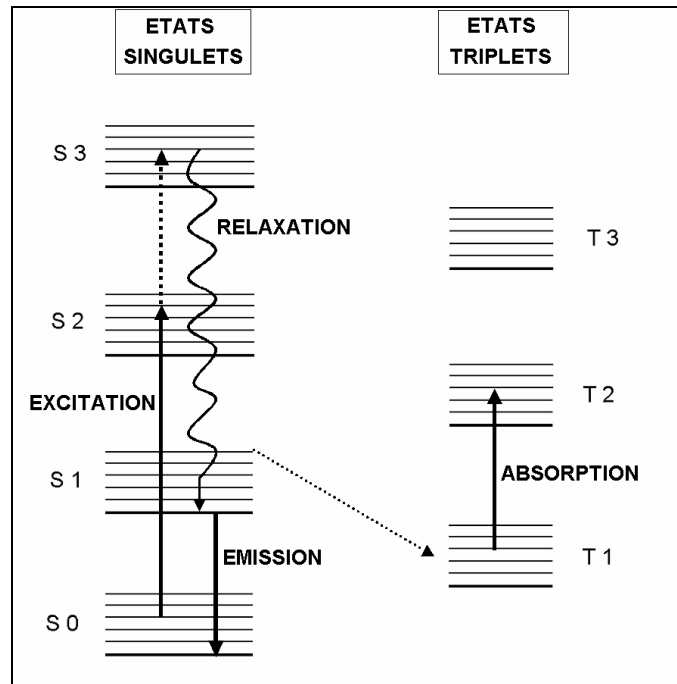 ETATS
SINGULETS
ETATS
TRIPLETS
S 3
RELAXATION
T 3
S 2
EXCITATION
T 2
S 1
ABSORPTION
EMISSION
T 1
S 0